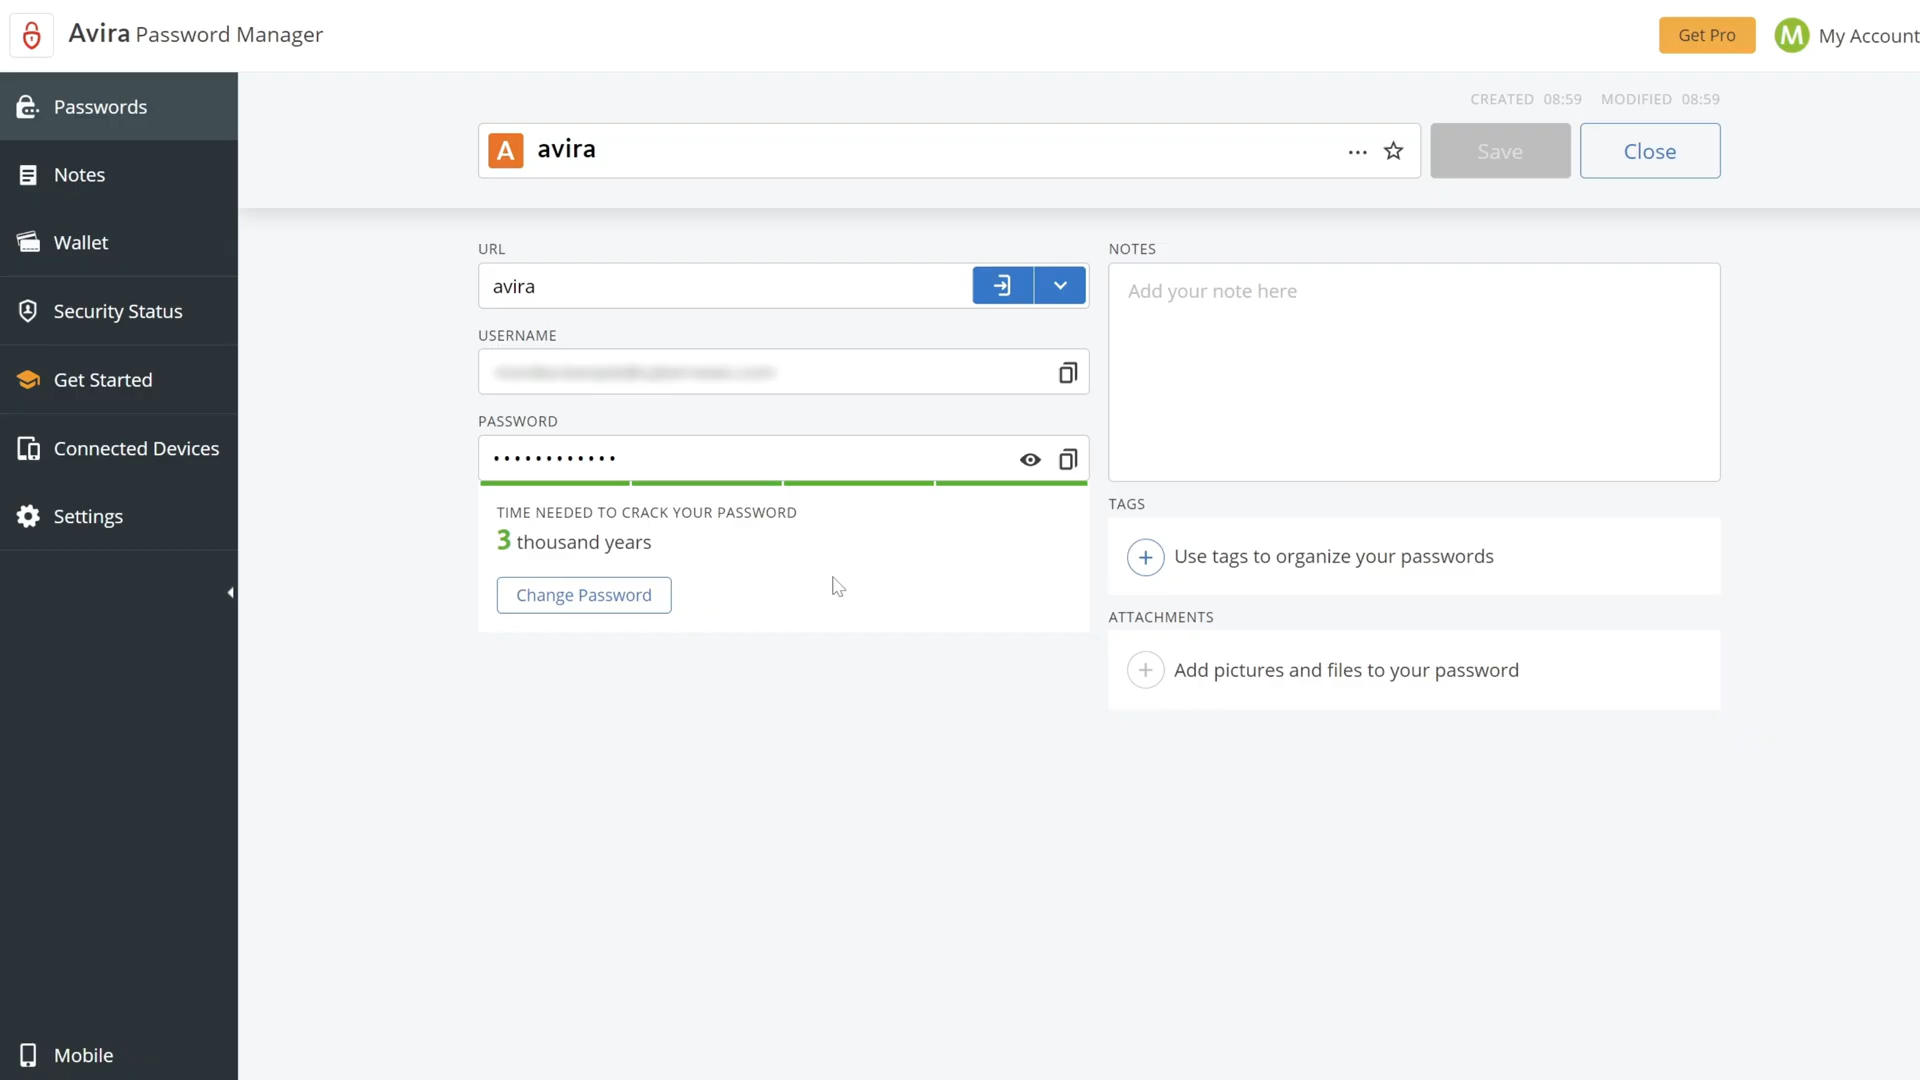 Avira Password Manager
Get Pro
M
My Account
Passwords
Notes
Wallet
Security Status
Get Started
Connected Devices
Settings
Mobile
CREATED 08:59 MODIFIED 08:59
A
avira
Save
Close
URL
avira
USERNAME
PASSWORD
TIME NEEDED TO CRACK YOUR PASSWORD
3 thousand years
Change Password
NOTES
Add your note here
TAGS
Use tags to organize your passwords
ATTACHMENTS
Add pictures and files to your password